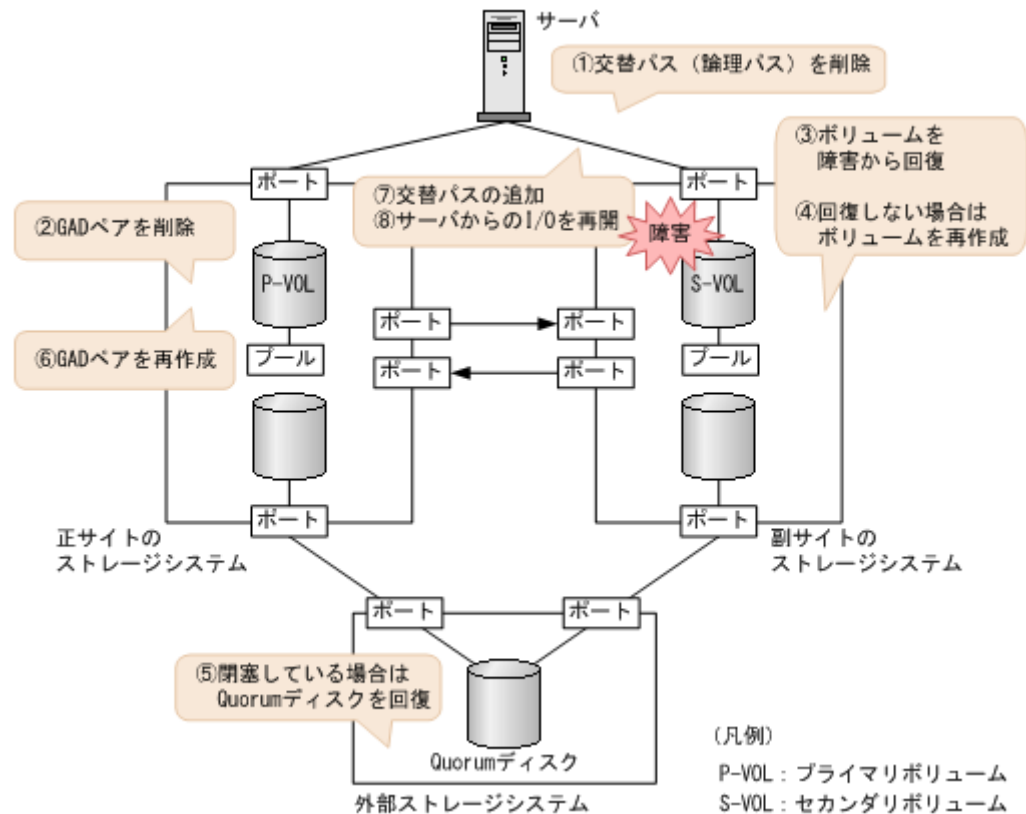 サーバ
①交替パス（論理パス）を削除
③ボリュームを
障害から回復
④回復しない場合は
ボリュームを再作成
ポート
ポート
⑦交替パスの追加
⑧サーバからのI/Oを再開
②GADペアを削除
障害
P-VOL
S-VOL
ポート
ポート
⑥GADペアを再作成
プール
プール
ポート
ポート
ポート
ポート
正サイトの
ストレージシステム
副サイトの
ストレージシステム
ポート
ポート
⑤閉塞している場合は
Quorumディスクを回復
Quorumディスク
外部ストレージシステム
(凡例)
P-VOL：プライマリボリューム
S-VOL：セカンダリボリューム